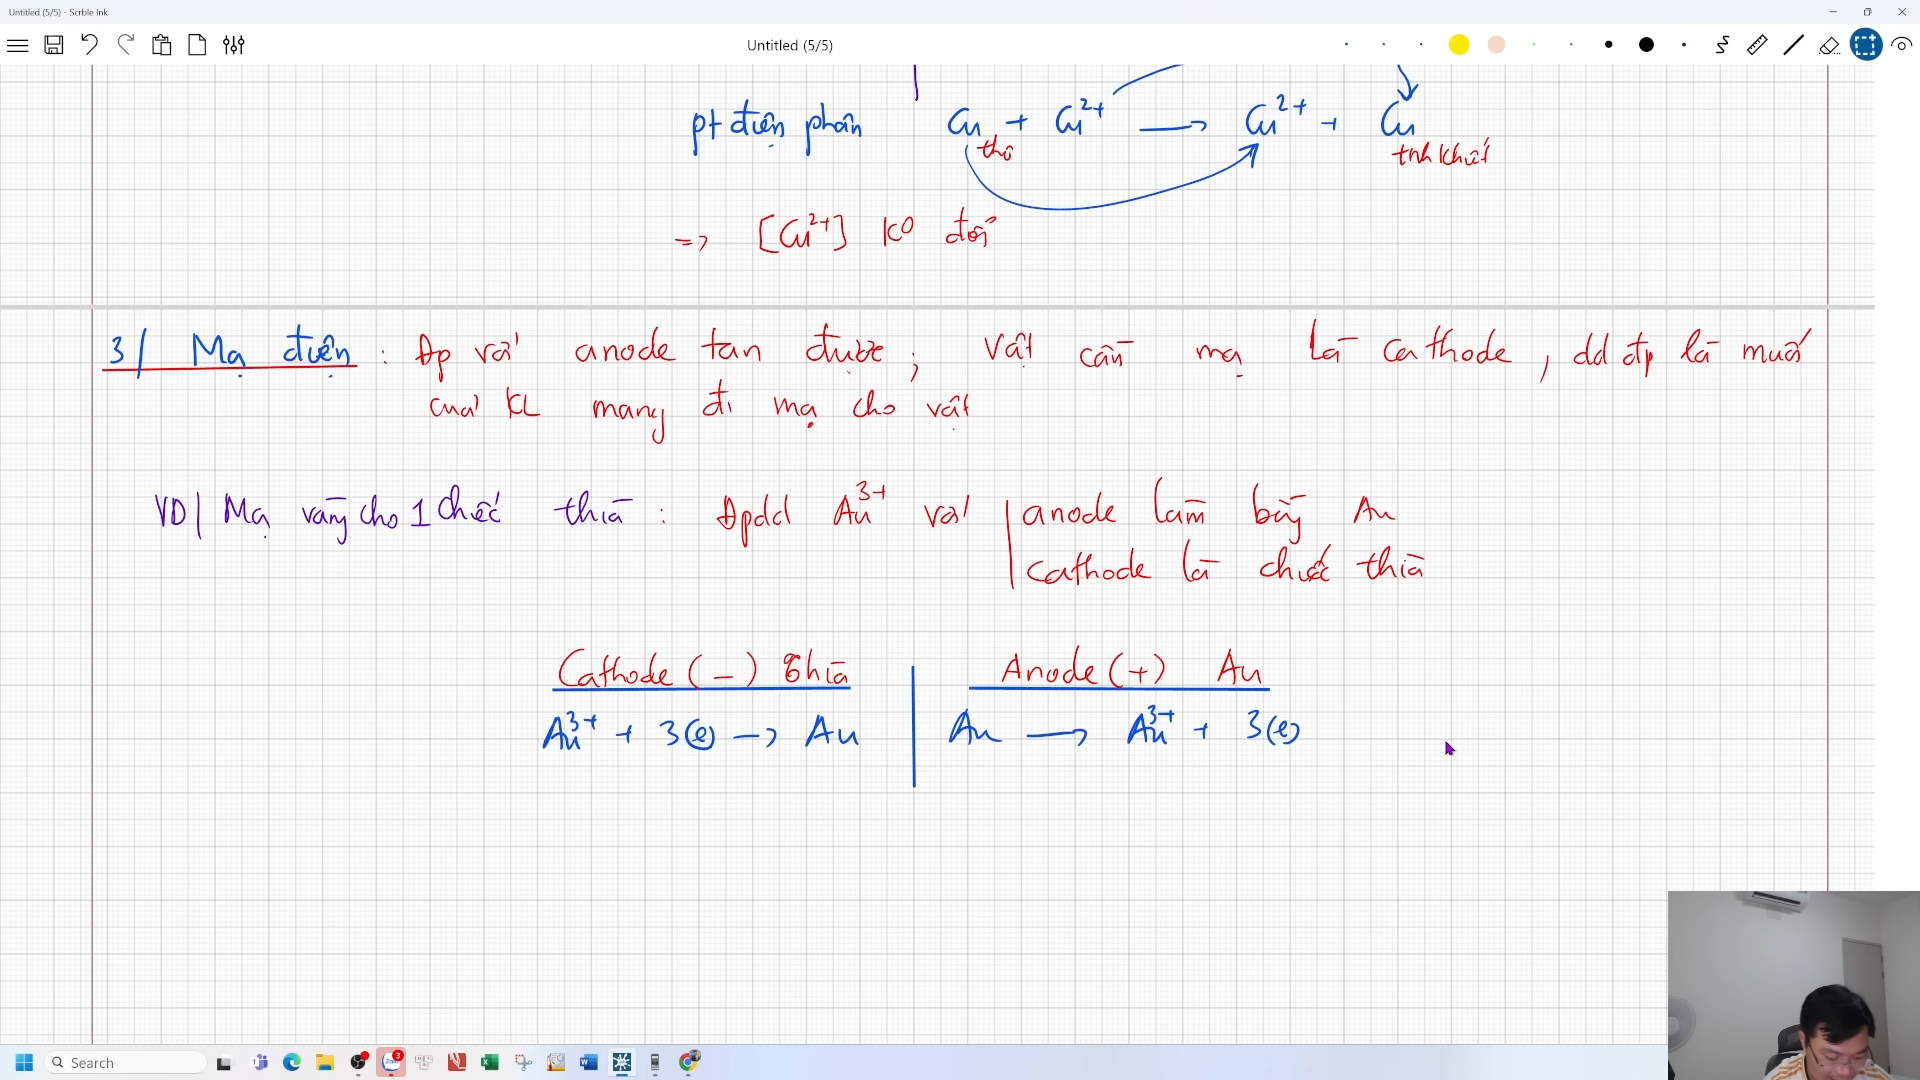 Untitled (5/5) - Scrble Ink
Untitled (5/5)
pt điện phân Cu + Cu²⁺ → Cu²⁺ + Cu
thô tinh khiết
=> [Cu²⁺] ko đổi
3/ Mạ điện : Đp với anode tan được; vật cần mạ là cathode, dd đp là muối
của KL mang đi mạ cho vật
VD| Mạ vàng cho 1 chiếc thìa : Đpdd Au³⁺ với | anode làm bằng Au
| cathode là chiếc thìa
Cathode (-) Thìa | Anode (+) Au
Au³⁺ + 3(e) → Au | Au → Au³⁺ + 3(e)
Search
3